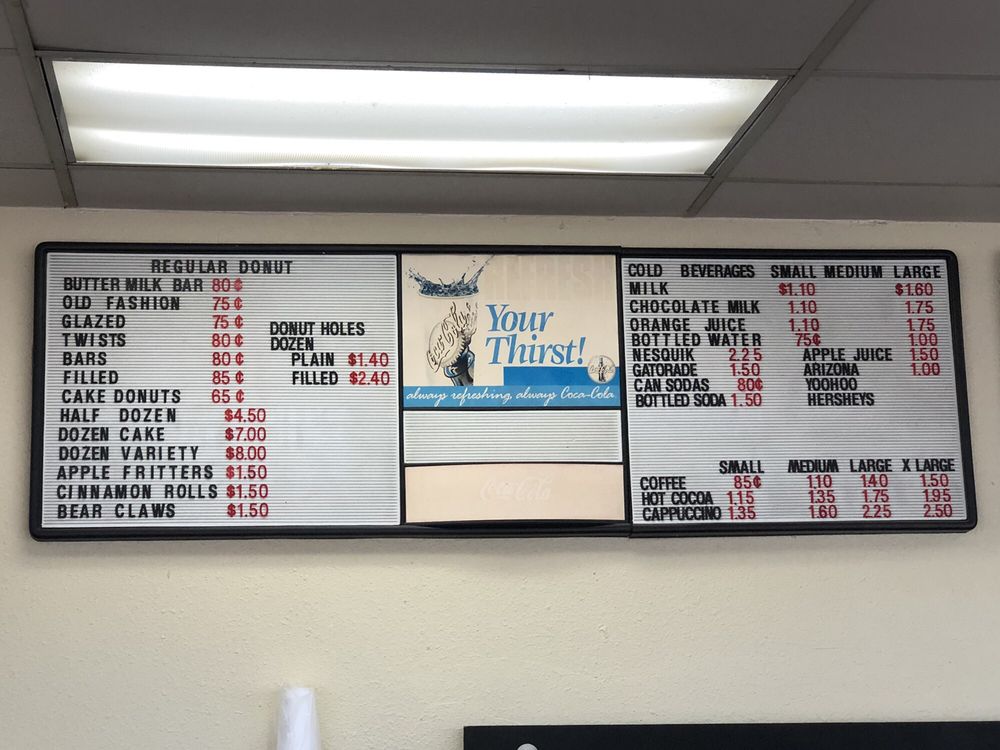 REGULAR DONUT
BUTTER MILK BAR 80¢
OLD FASHION 75¢
GLAZED 75¢
TWISTS 80¢
BARS 80¢
FILLED 85¢
CAKE DONUTS 65¢
HALF DOZEN $4.50
DOZEN CAKE $7.00
DOZEN VARIETY $8.00
APPLE FRITTERS $1.50
CINNAMON ROLLS $1.50
BEAR CLAWS $1.50
DONUT HOLES
DOZEN
PLAIN $1.40
FILLED $2.40
Coca-Cola
Your
Thirst!
always refreshing, always Coca-Cola
Coca-Cola
COLD BEVERAGES SMALL MEDIUM LARGE
MILK $1.10 $1.60
CHOCOLATE MILK 1.10 1.75
ORANGE JUICE 1.10 1.75
BOTTLED WATER 75¢ 1.00
NESQUIK 2.25 APPLE JUICE 1.50
GATORADE 1.50 ARIZONA 1.00
CAN SODAS 80¢ YOOHOO
BOTTLED SODA 1.50 HERSHEYS
SMALL MEDIUM LARGE X LARGE
COFFEE 85¢ 1.10 1.40 1.50
HOT COCOA 1.15 1.35 1.75 1.95
CAPPUCCINO 1.35 1.60 2.25 2.50